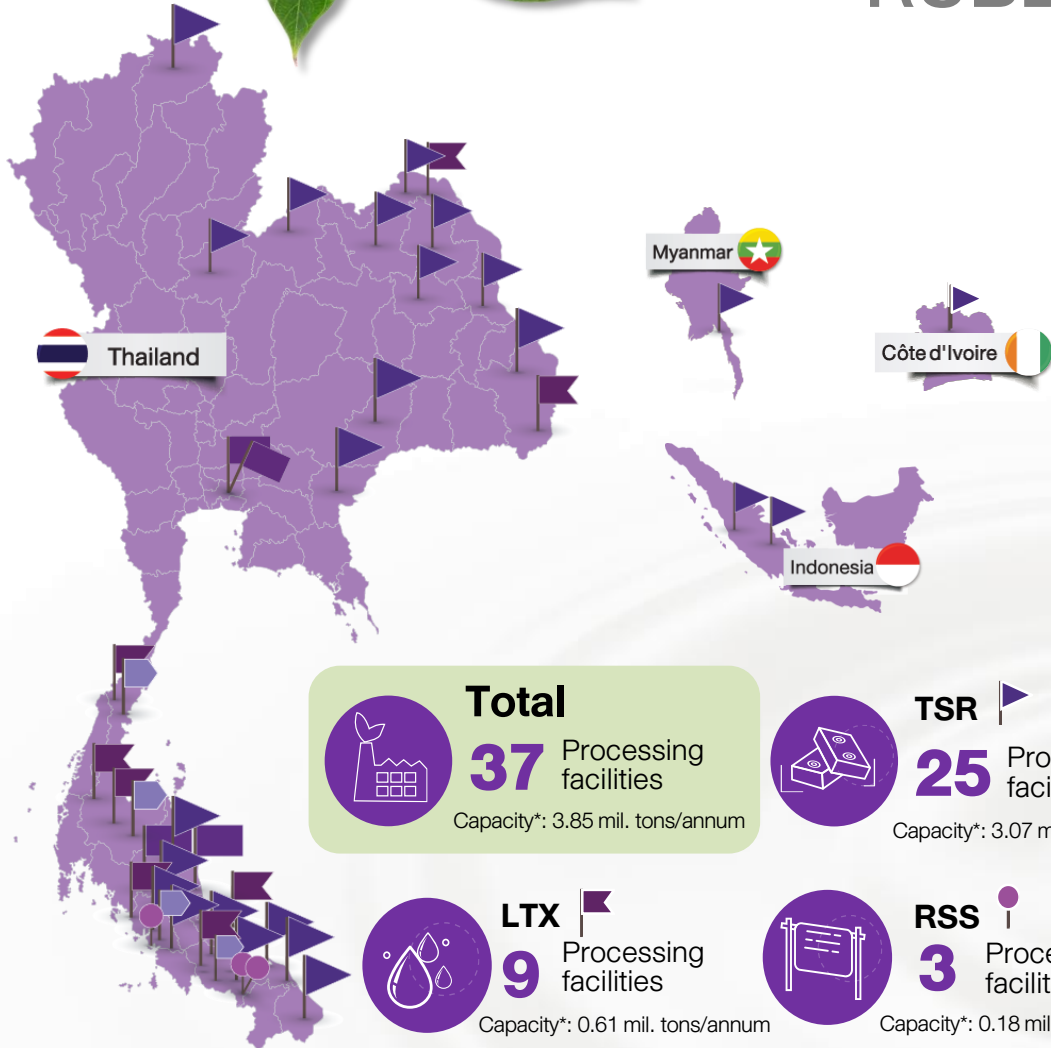 Myanmar
Côte d'Ivoire
Thailand
Indonesia
Total
37 Processing
facilities
Capacity*: 3.85 mil. tons/annum
TSR
25
Capacity*: 3.07
LTX
9 Processing
facilities
Capacity*: 0.61 mil. tons/annum
RSS
3
Capacity*: 0.18 mil